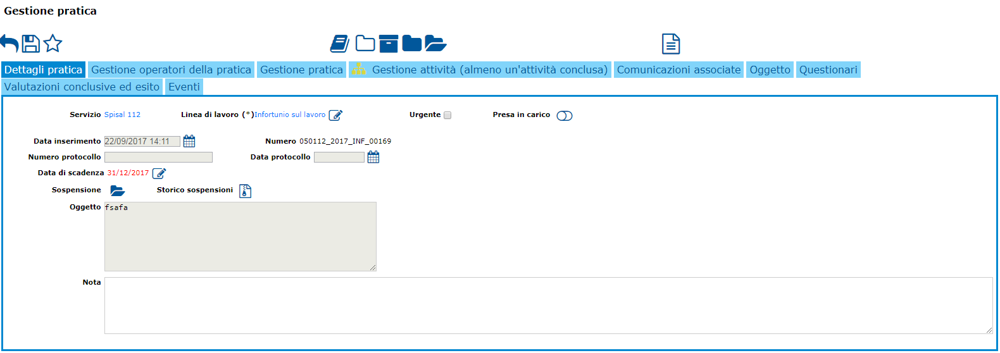 Gestione pratica
Dettagli pratica Gestione operatori della pratica Gestione pratica Gestione attività (almeno un'attività conclusa) Comunicazioni associate Oggetto Questionari
Valutazioni conclusive ed esito Eventi
Servizio Spisal 112 Linea di lavoro (*)Infortunio sul lavoro Urgente Presa in carico
Data inserimento 22/09/2017 14:11 Numero 050112_2017_INF_00169
Numero protocollo Data protocollo
Data di scadenza 31/12/2017
Sospensione Storico sospensioni
Oggetto fsafa
Nota